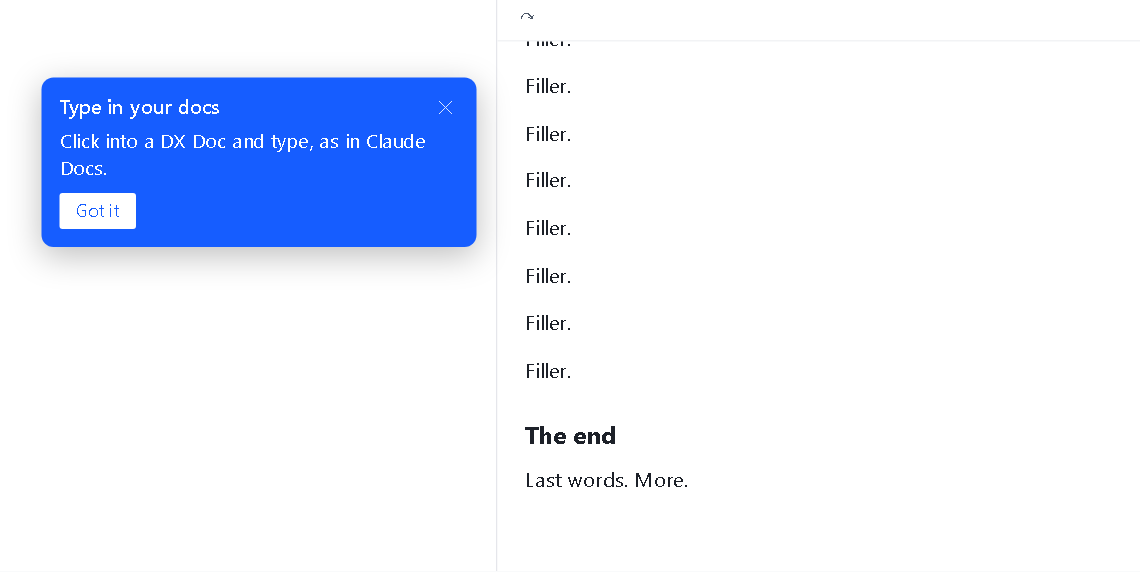 Type in your docs
Click into a DX Doc and type, as in Claude
Docs.
Got it
Filler.
Filler.
Filler.
Filler.
Filler.
Filler.
Filler.
Filler.
The end
Last words. More.